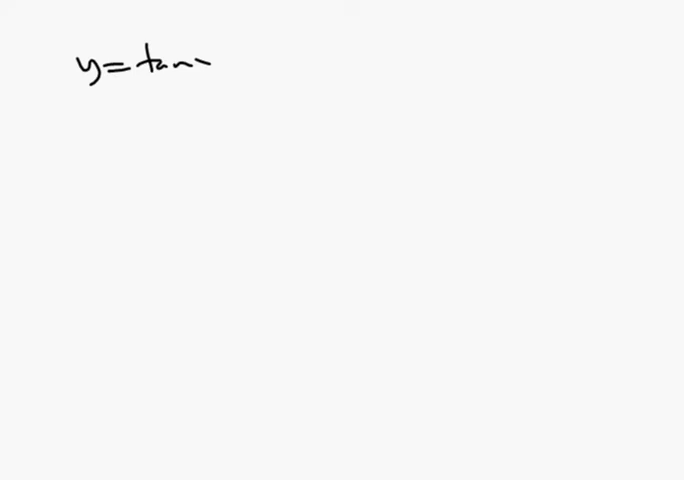 y = tan